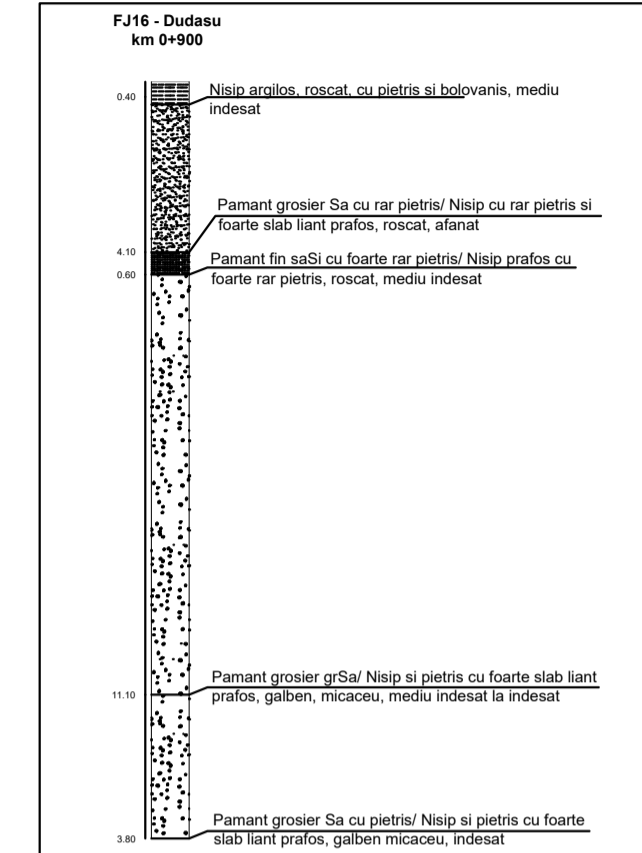 FJ16 - Dudasu
km 0+900
0.40
Nisip argilos, roscat, cu pietris si bolovanis, mediu
indesat
Pamant grosier Sa cu rar pietris/ Nisip cu rar pietris si
foarte slab liant prafos, roscat, afanat
4.10
Pamant fin saSi cu foarte rar pietris/ Nisip prafos cu
foarte rar pietris, roscat, mediu indesat
0.60
Pamant grosier grSa/ Nisip si pietris cu foarte slab liant
prafos, galben, micaceu, mediu indesat la indesat
11.10
Pamant grosier Sa cu pietris/ Nisip si pietris cu foarte
slab liant prafos, galben micaceu, indesat
3.80